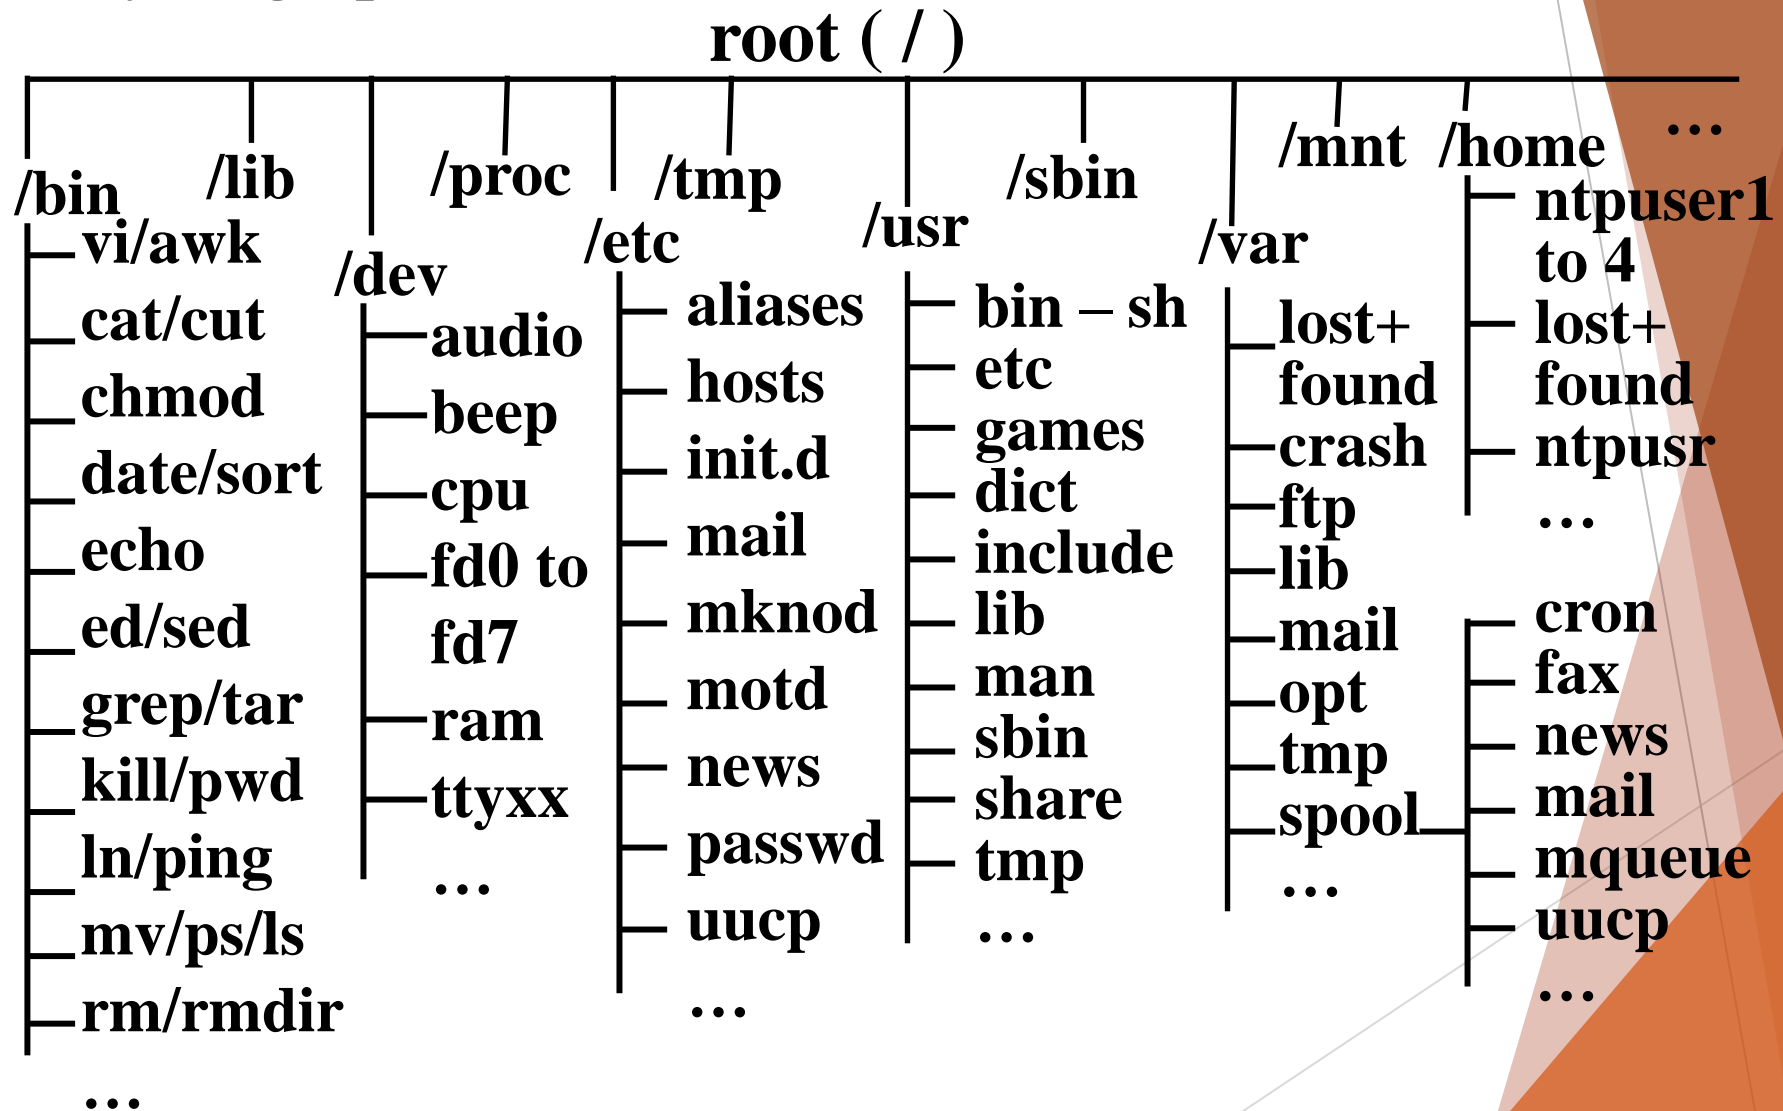 root ( / )
/bin
vi/awk
cat/cut
chmod
date/sort
echo
ed/sed
grep/tar
kill/pwd
ln/ping
mv/ps/ls
rm/rmdir
…
/lib
/dev
audio
beep
cpu
fd0 to
fd7
ram
ttyxx
…
/proc
/etc
aliases
hosts
init.d
mail
mknod
motd
news
passwd
uucp
…
/tmp
/usr
bin – sh
etc
games
dict
include
lib
man
sbin
share
tmp
…
/sbin
/var
lost+
found
crash
ftp
lib
mail
opt
tmp
spool
…
/mnt
/home
ntpuser1
to 4
lost+
found
ntpusr
…
cron
fax
news
mail
mqueue
uucp
…
…